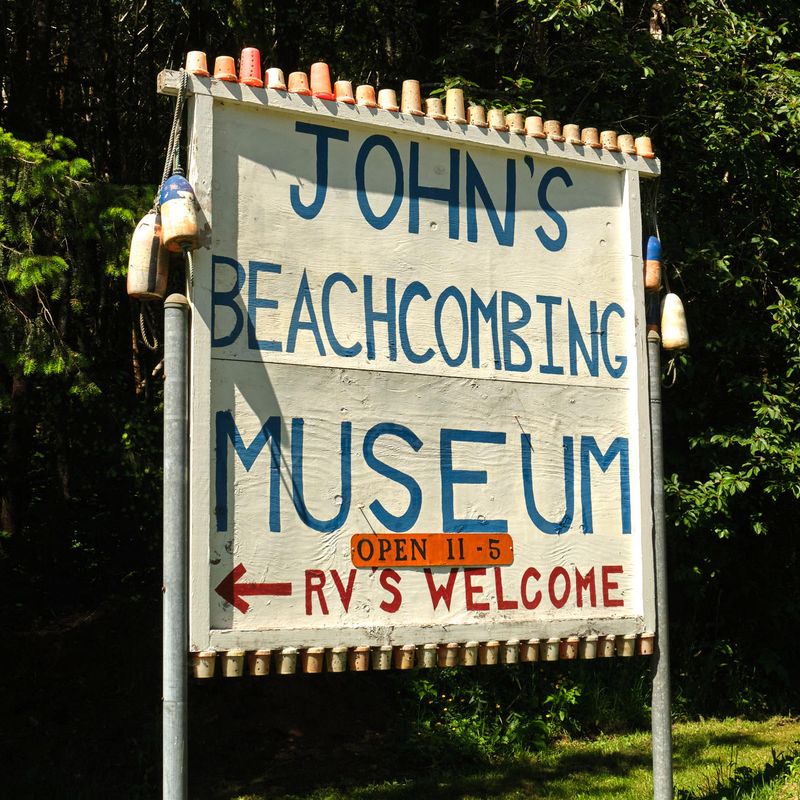 JOHN'S
BEACHCOMBING
MUSEUM
OPEN 11-5
RV'S WELCOME